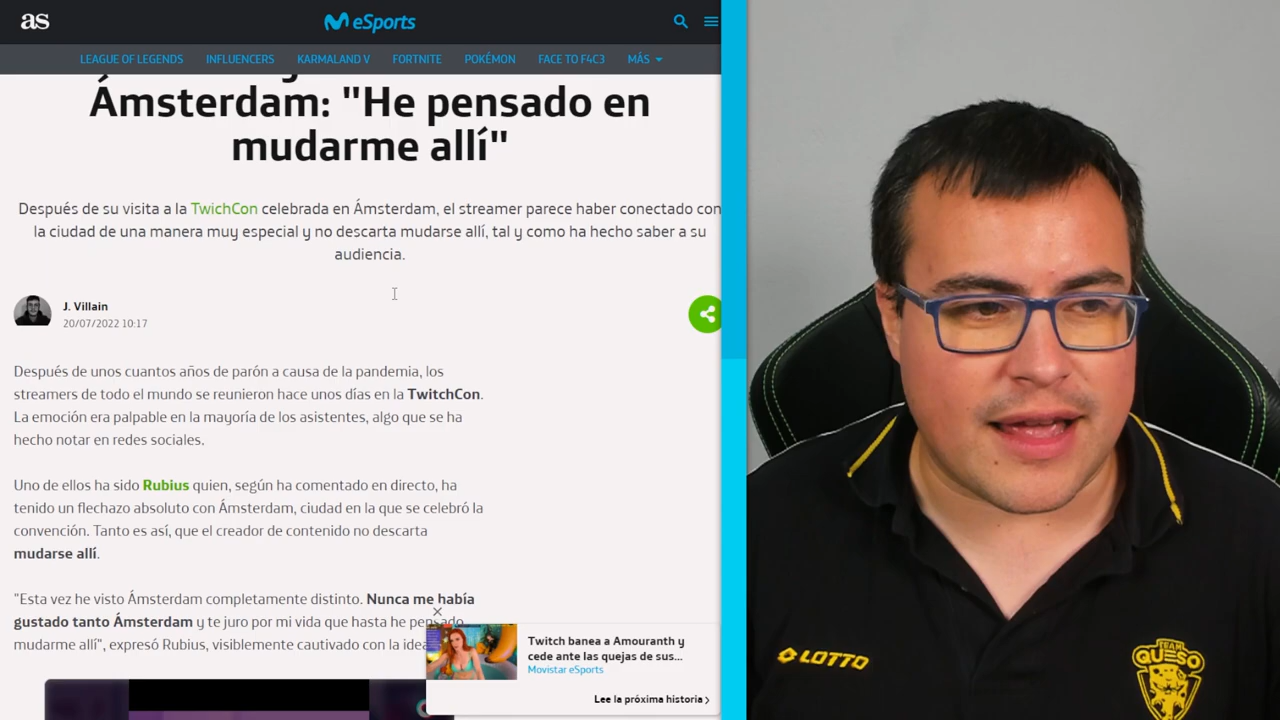 as
eSports
LEAGUE OF LEGENDS INFLUENCERS KARMALAND V FORTNITE POKÉMON FACE TO F4C3 MÁS
Ámsterdam: "He pensado en
mudarme allí"
Después de su visita a la TwichCon celebrada en Ámsterdam, el streamer parece haber conectado con
la ciudad de una manera muy especial y no descarta mudarse allí, tal y como ha hecho saber a su
audiencia.
J. Villain
20/07/2022 10:17
Después de unos cuantos años de parón a causa de la pandemia, los
streamers de todo el mundo se reunieron hace unos días en la TwitchCon.
La emoción era palpable en la mayoría de los asistentes, algo que se ha
hecho notar en redes sociales.
Uno de ellos ha sido Rubius quien, según ha comentado en directo, ha
tenido un flechazo absoluto con Ámsterdam, ciudad en la que se celebró la
convención. Tanto es así, que el creador de contenido no descarta
mudarse allí.
"Esta vez he visto Ámsterdam completamente distinto. Nunca me había
gustado tanto Ámsterdam y te juro por mi vida que hasta he pensado
mudarme allí", expresó Rubius, visiblemente cautivado con la idea
Twitch banea a Amouranth y
cede ante las quejas de sus...
Movistar eSports
Lee la próxima historia
LOTTO
TEAM
QUESO